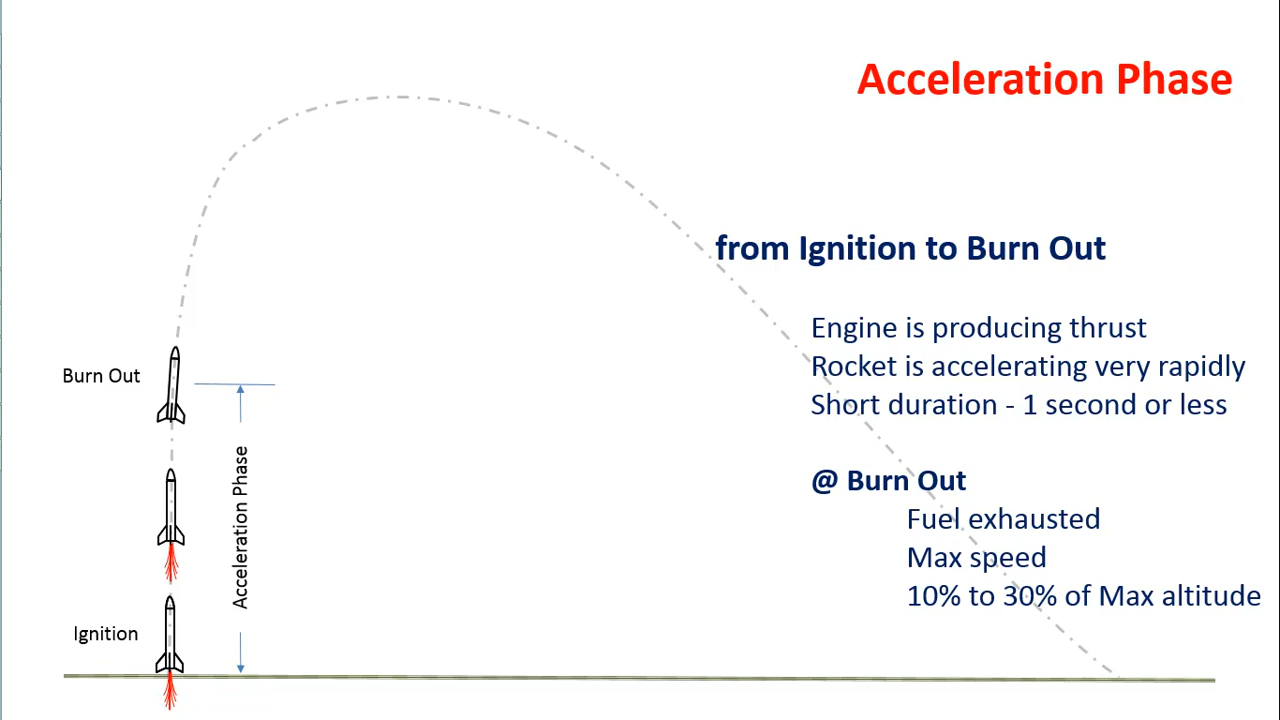 Acceleration Phase
from Ignition to Burn Out
Engine is producing thrust
Rocket is accelerating very rapidly
Short duration - 1 second or less
@ Burn Out
Fuel exhausted
Max speed
10% to 30% of Max altitude
Burn Out
Acceleration Phase
Ignition